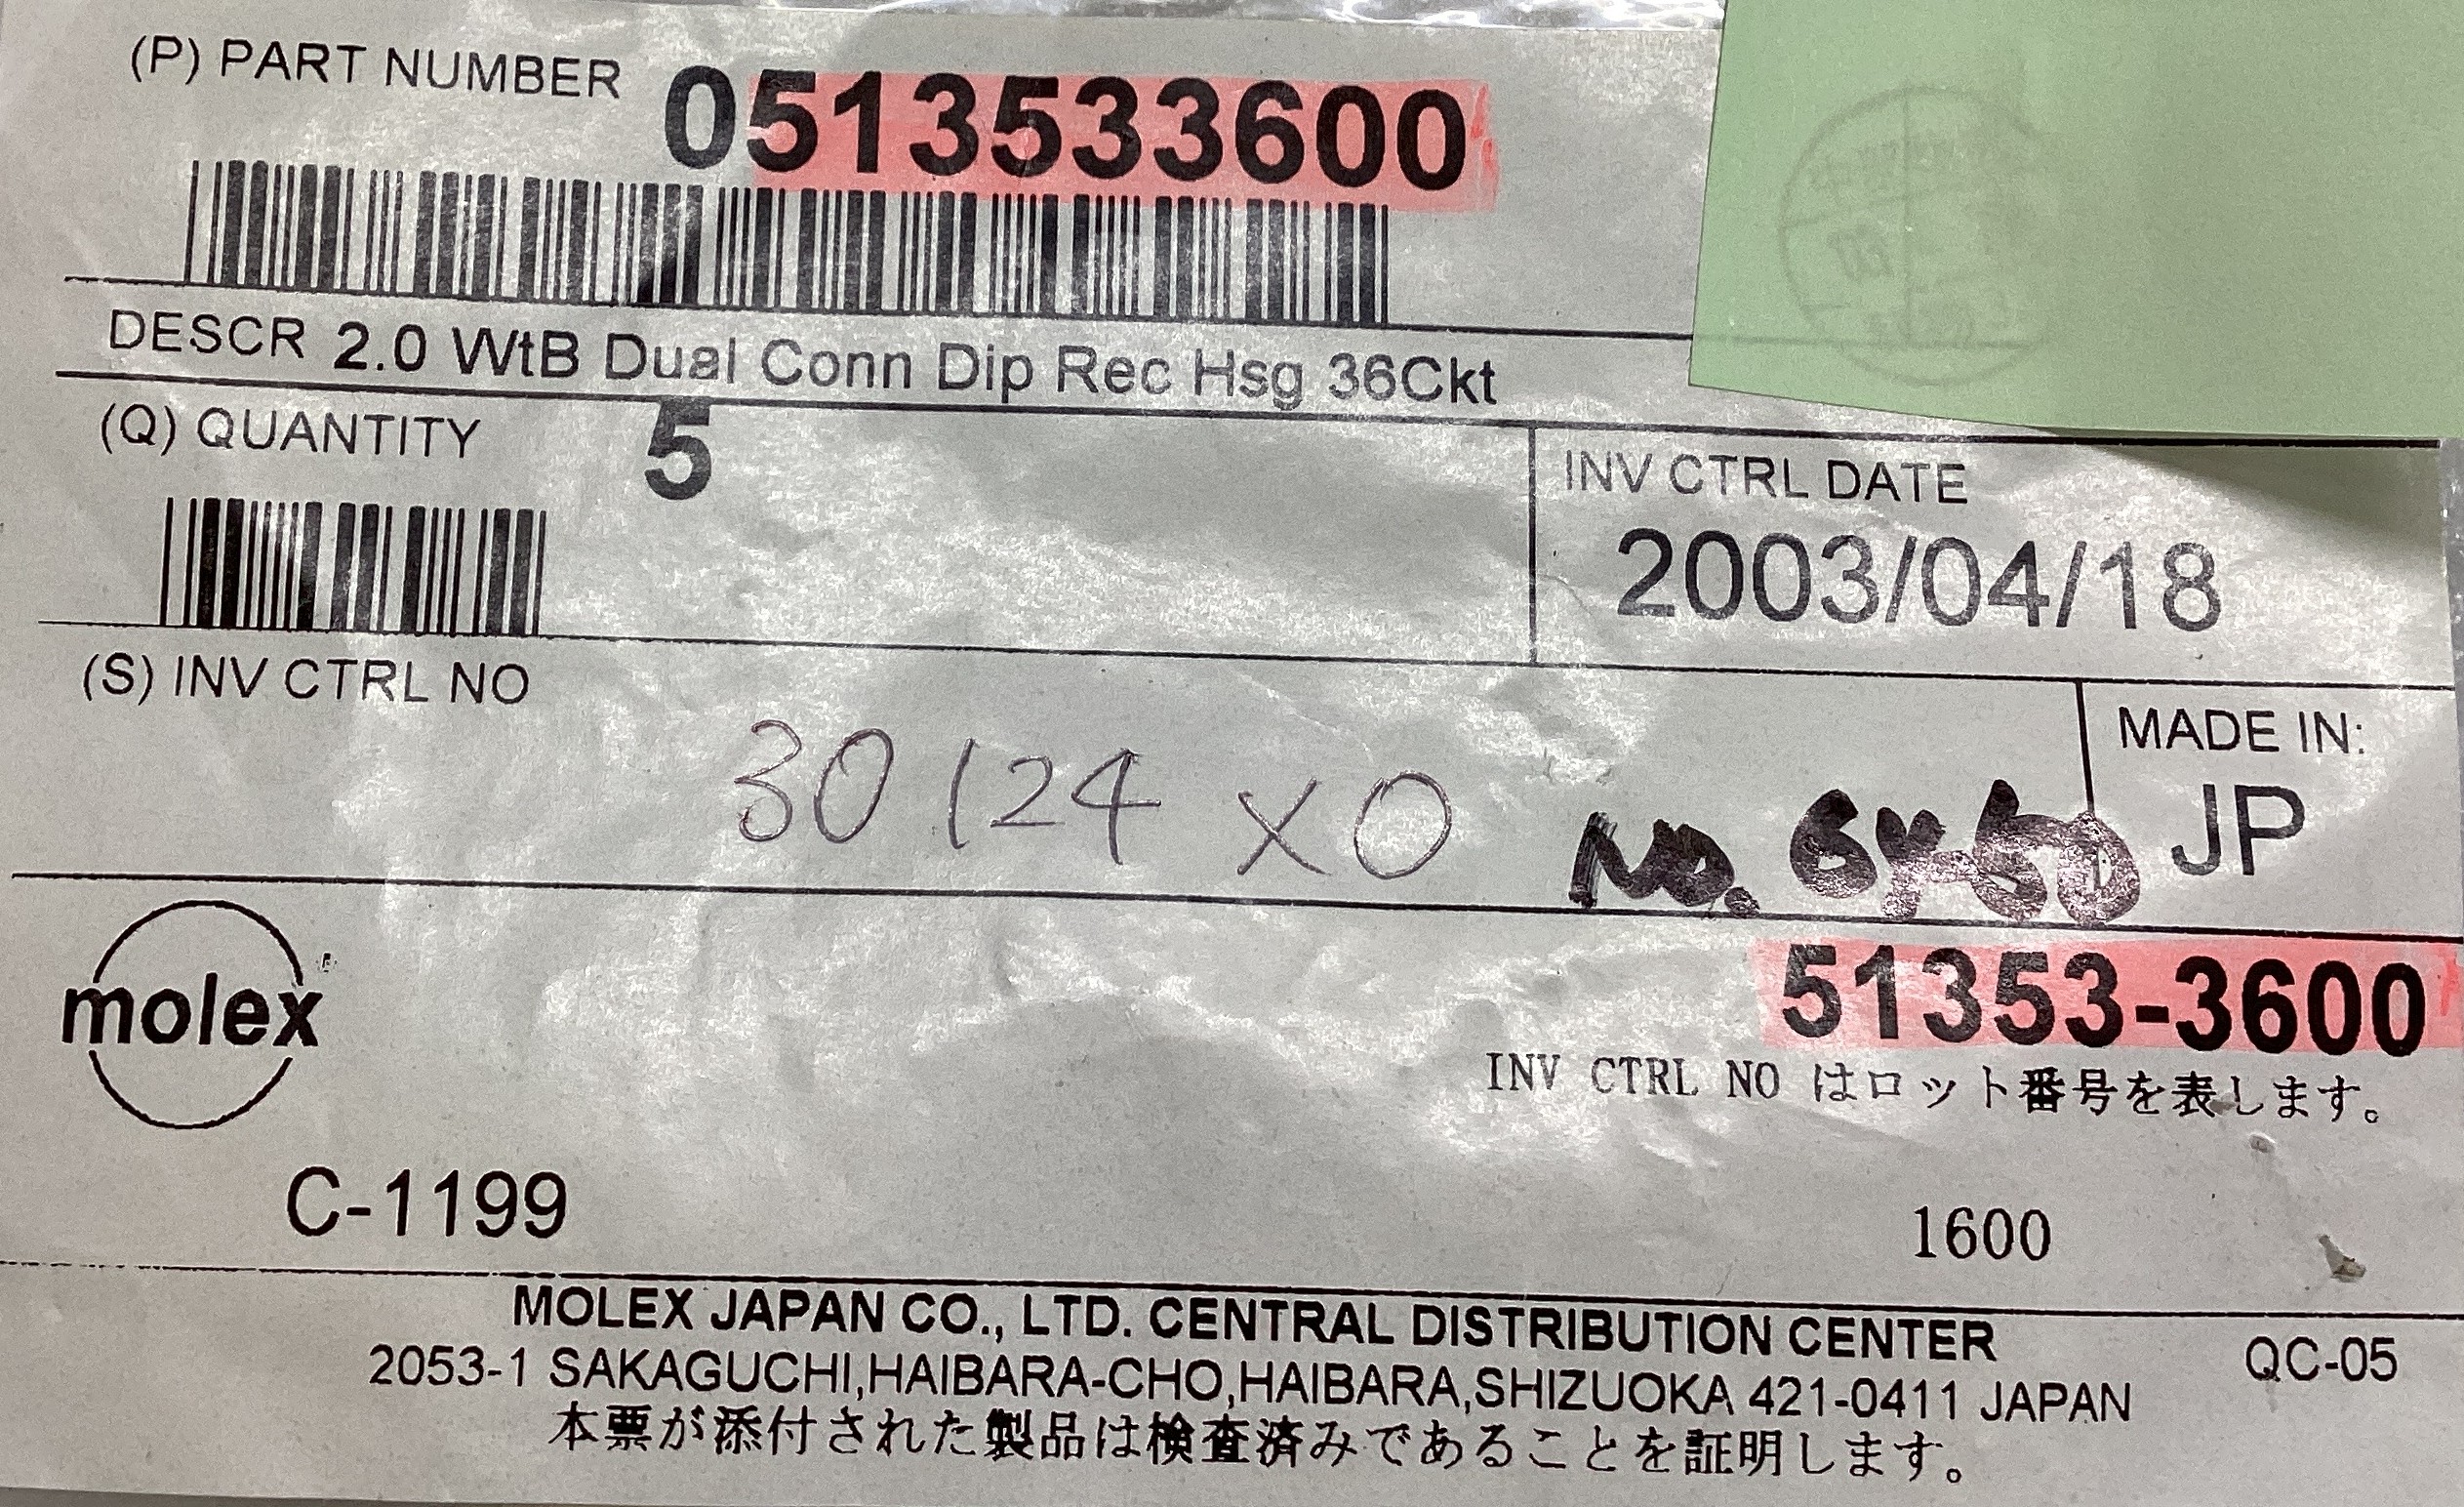 (P) PART NUMBER 0513533600
DESCR 2.0 WtB Dual Conn Dip Rec Hsg 36Ckt
(Q) QUANTITY 5
INV CTRL DATE
2003/04/18
(S) INV CTRL NO
30124 X0
MADE IN:
JP
No.
molex
51353-3600
INV CTRL NO はロット番号を表します。
C-1199
1600
MOLEX JAPAN CO., LTD. CENTRAL DISTRIBUTION CENTER
QC-05
2053-1 SAKAGUCHI,HAIBARA-CHO,HAIBARA,SHIZUOKA 421-0411 JAPAN
本票が添付された製品は検査済みであることを証明します。